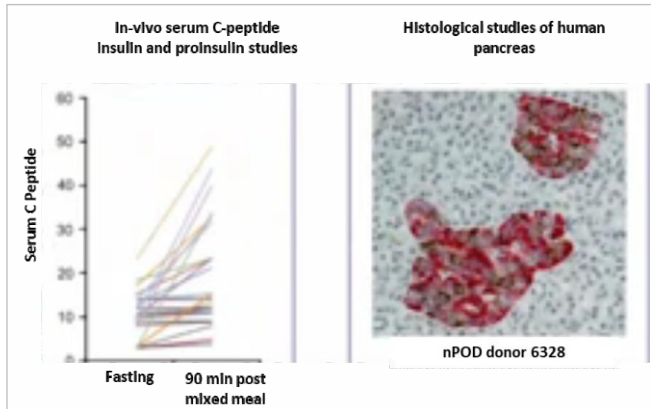 In-vivo serum C-peptide
insulin and proinsulin studies
Histological studies of human
pancreas
Serum C Peptide
60
50
40
30
20
10
0
Fasting
90 min post
mixed meal
nPOD donor 6328